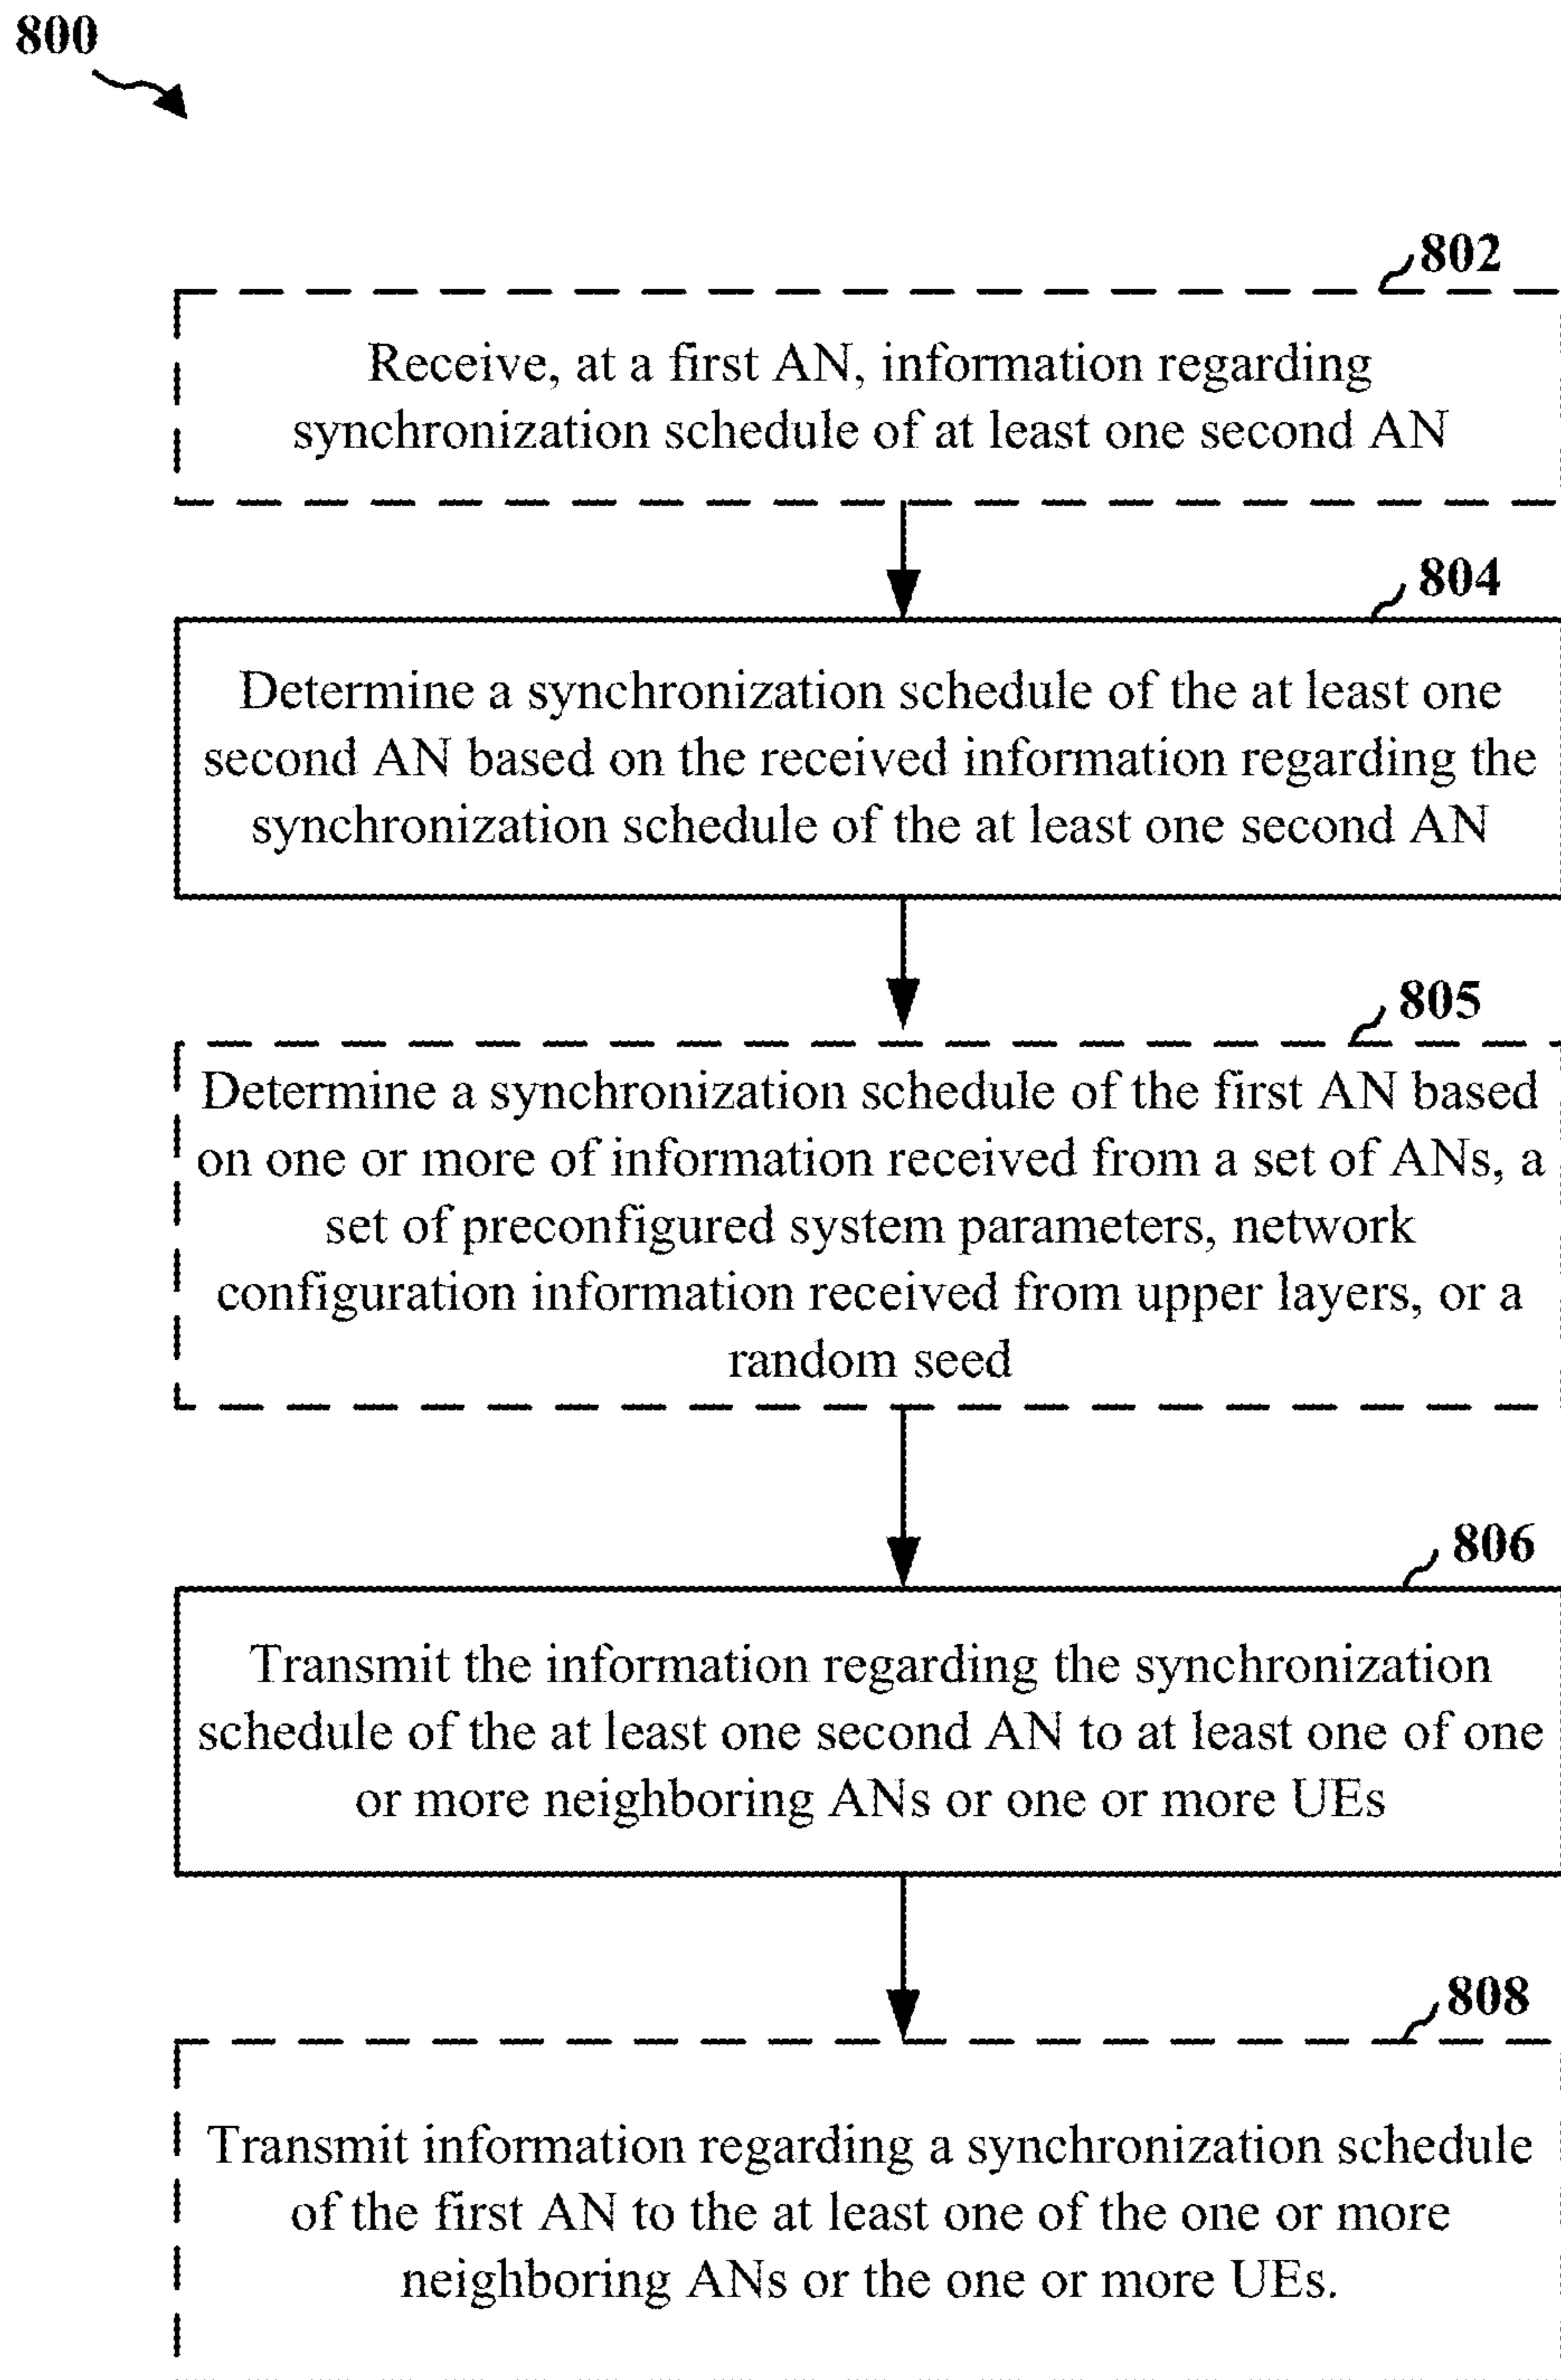 800
802
Receive, at a first AN, information regarding
synchronization schedule of at least one second AN
804
Determine a synchronization schedule of the at least one
second AN based on the received information regarding the
synchronization schedule of the at least one second AN
805
Determine a synchronization schedule of the first AN based
on one or more of information received from a set of ANs, a
set of preconfigured system parameters, network
configuration information received from upper layers, or a
random seed
806
Transmit the information regarding the synchronization
schedule of the at least one second AN to at least one of one
or more neighboring ANs or one or more UEs
808
Transmit information regarding a synchronization schedule
of the first AN to the at least one of the one or more
neighboring ANs or the one or more UEs.